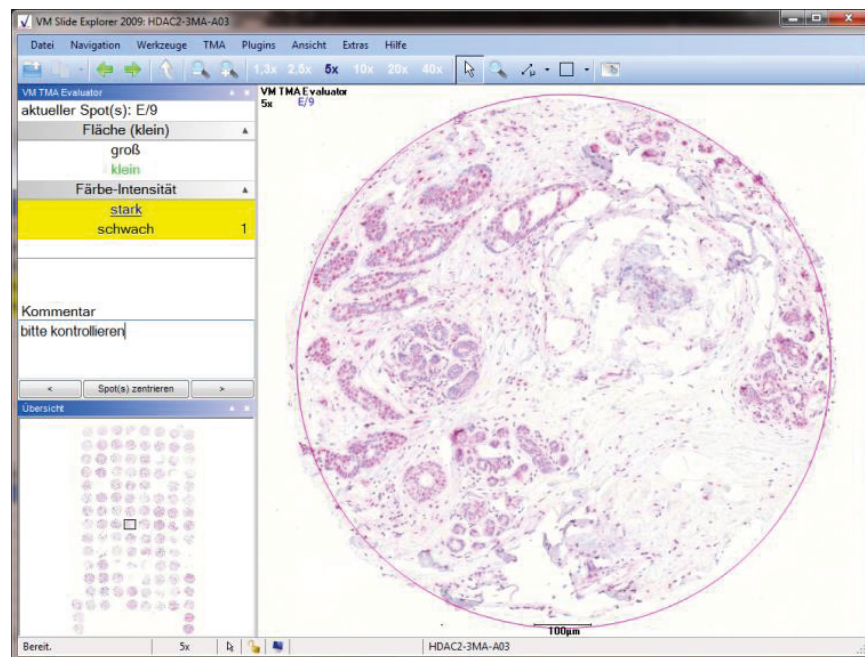 VM Slide Explorer 2009: HDAC2-3MA-A03
Datei Navigation Werkzeuge TMA Plugins Ansicht Extras Hilfe
1,3x 2,5x 5x 10x 20x 40x
VM TMA Evaluator
aktueller Spot(s): E/9
Fläche (klein)
groß
klein
Färbe-Intensität
stark
schwach 1
Kommentar
bitte kontrollieren
< Spot(s) zentrieren >
Übersicht
VM TMA Evaluator
5x E/9
100µm
Bereit. 5x HDAC2-3MA-A03